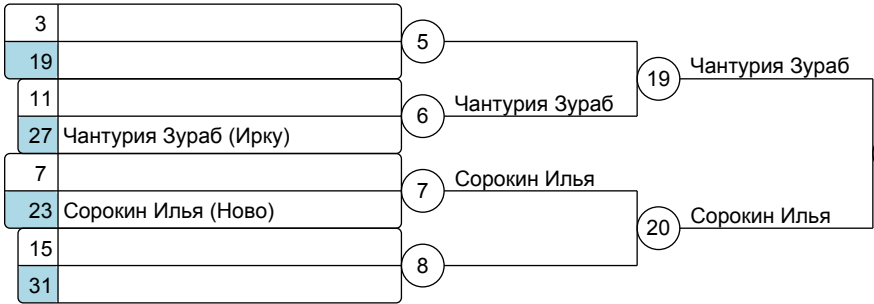 3
5
19
19 Чантурия Зураб
11
6 Чантурия Зураб
27 Чантурия Зураб (Ирку)
7
7 Сорокин Илья
23 Сорокин Илья (Ново)
20 Сорокин Илья
15
8
31